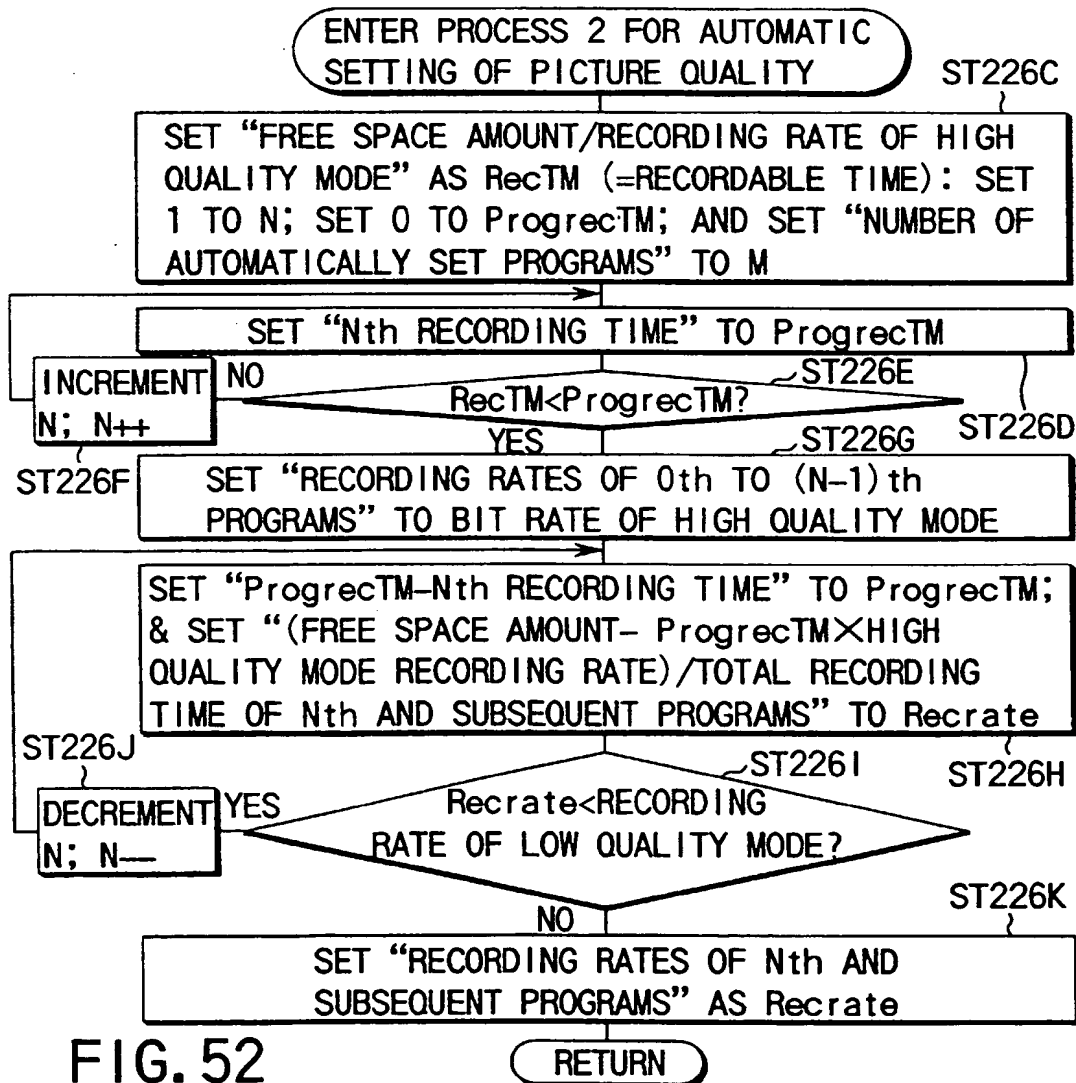 ENTER PROCESS 2 FOR AUTOMATIC
SETTING OF PICTURE QUALITY
ST226C
SET “FREE SPACE AMOUNT/RECORDING RATE OF HIGH
QUALITY MODE” AS RecTM (=RECORDABLE TIME): SET
1 TO N; SET 0 TO ProgrecTM; AND SET “NUMBER OF
AUTOMATICALLY SET PROGRAMS” TO M
SET “Nth RECORDING TIME” TO ProgrecTM
ST226D
RecTM<ProgrecTM?
ST226E
NO
INCREMENT
N; N++
ST226F
YES
ST226G
SET “RECORDING RATES OF 0th TO (N-1)th
PROGRAMS” TO BIT RATE OF HIGH QUALITY MODE
SET “ProgrecTM-Nth RECORDING TIME” TO ProgrecTM;
& SET “(FREE SPACE AMOUNT- ProgrecTM×HIGH
QUALITY MODE RECORDING RATE)/TOTAL RECORDING
TIME OF Nth AND SUBSEQUENT PROGRAMS” TO Recrate
ST226H
ST226I
Recrate<RECORDING
RATE OF LOW QUALITY MODE?
YES
ST226J
DECREMENT
N; N—
NO
ST226K
SET “RECORDING RATES OF Nth AND
SUBSEQUENT PROGRAMS” AS Recrate
RETURN
FIG. 52